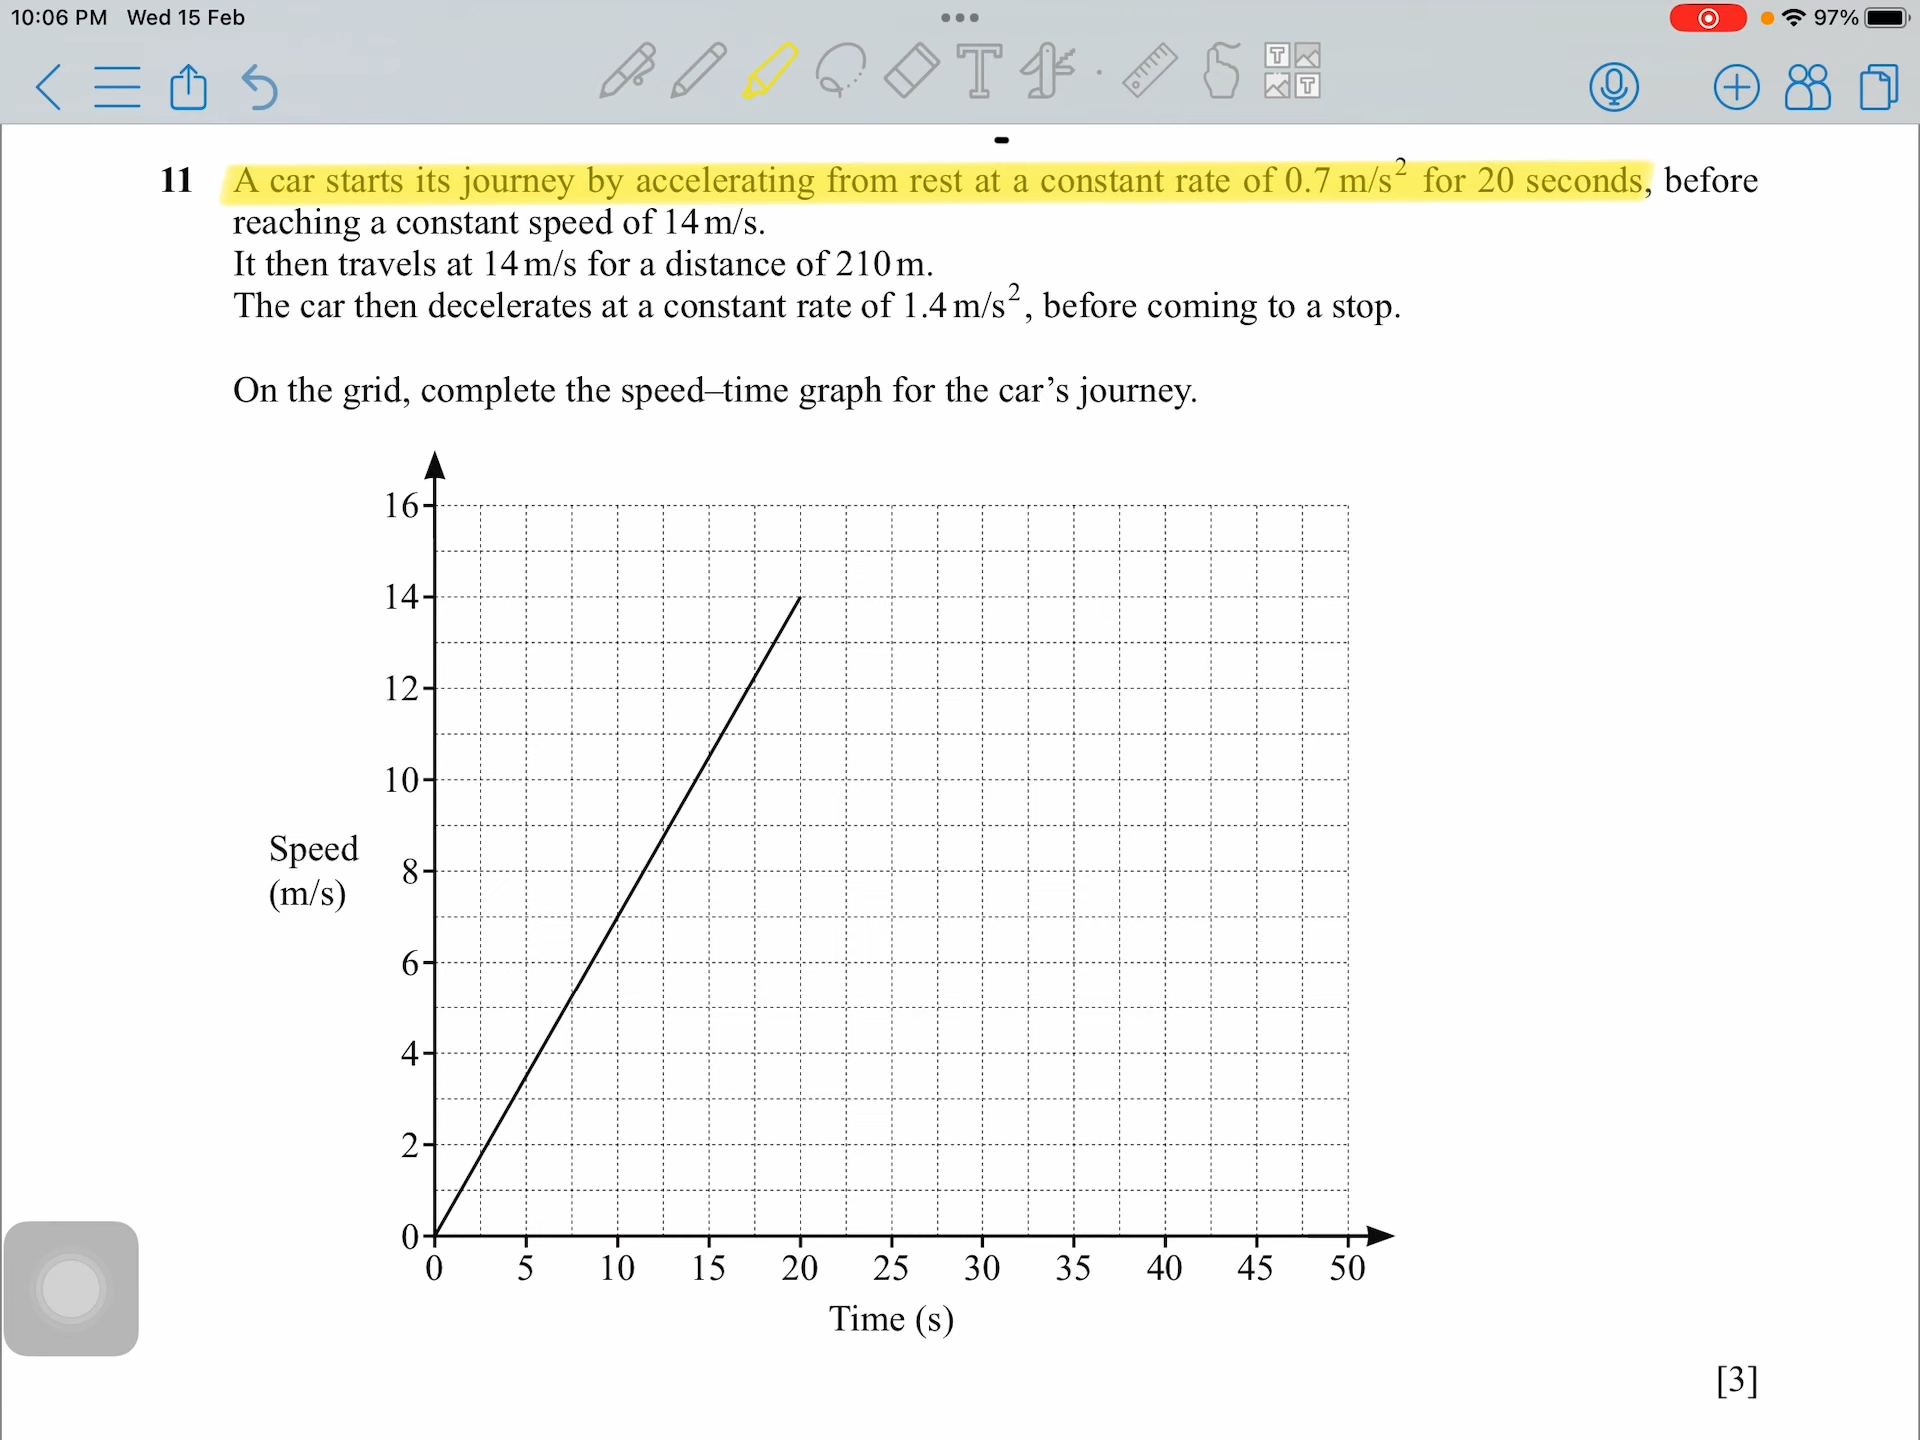 10:06 PM Wed 15 Feb
97%
11 A car starts its journey by accelerating from rest at a constant rate of 0.7 m/s² for 20 seconds, before
reaching a constant speed of 14 m/s.
It then travels at 14 m/s for a distance of 210 m.
The car then decelerates at a constant rate of 1.4 m/s², before coming to a stop.
On the grid, complete the speed–time graph for the car’s journey.
16
14
12
10
Speed
(m/s)
8
6
4
2
0
0 5 10 15 20 25 30 35 40 45 50
Time (s)
[3]